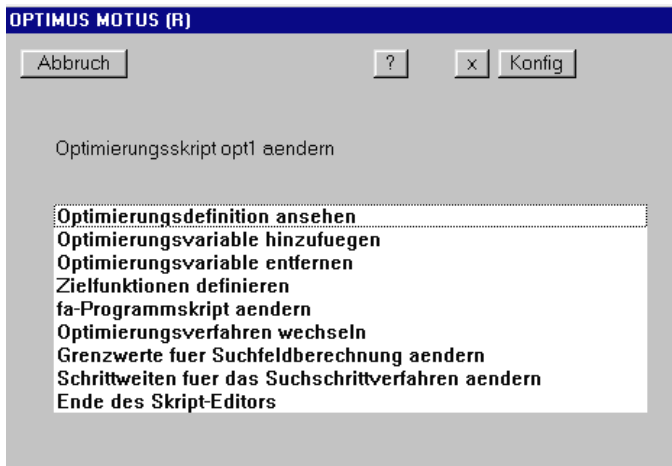 OPTIMUS MOTUS (R)
Abbruch ? x Konfig
Optimierungsskript opt1 aendern
Optimierungsdefinition ansehen
Optimierungsvariable hinzufuegen
Optimierungsvariable entfernen
Zielfunktionen definieren
fa-Programmskript aendern
Optimierungsverfahren wechseln
Grenzwerte fuer Suchfeldberechnung aendern
Schrittweiten fuer das Suchschrittverfahren aendern
Ende des Skript-Editors